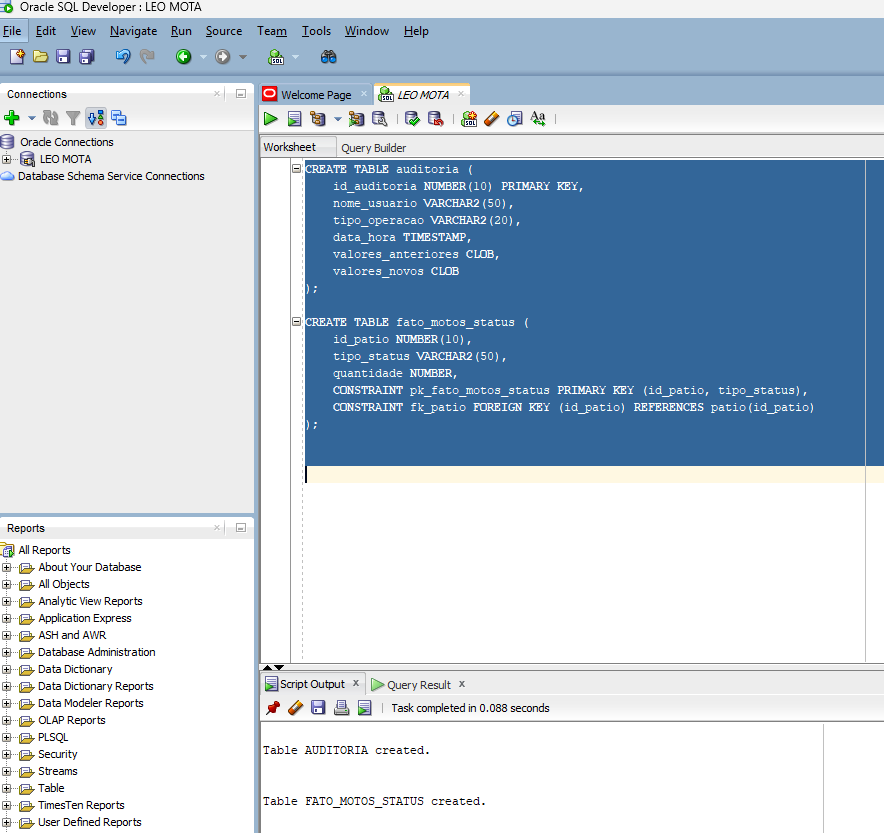 Oracle SQL Developer : LEO MOTA
File Edit View Navigate Run Source Team Tools Window Help
SQL
Connections
Oracle Connections
LEO MOTA
Database Schema Service Connections
Reports
All Reports
About Your Database
All Objects
Analytic View Reports
Application Express
ASH and AWR
Database Administration
Data Dictionary
Data Dictionary Reports
Data Modeler Reports
OLAP Reports
PLSQL
Security
Streams
Table
TimesTen Reports
User Defined Reports
Welcome Page
LEO MOTA
Worksheet Query Builder
CREATE TABLE auditoria (
    id_auditoria NUMBER(10) PRIMARY KEY,
    nome_usuario VARCHAR2(50),
    tipo_operacao VARCHAR2(20),
    data_hora TIMESTAMP,
    valores_anteriores CLOB,
    valores_novos CLOB
);
CREATE TABLE fato_motos_status (
    id_patio NUMBER(10),
    tipo_status VARCHAR2(50),
    quantidade NUMBER,
    CONSTRAINT pk_fato_motos_status PRIMARY KEY (id_patio, tipo_status),
    CONSTRAINT fk_patio FOREIGN KEY (id_patio) REFERENCES patio(id_patio)
);
Script Output Query Result
Task completed in 0.088 seconds
Table AUDITORIA created.
Table FATO_MOTOS_STATUS created.